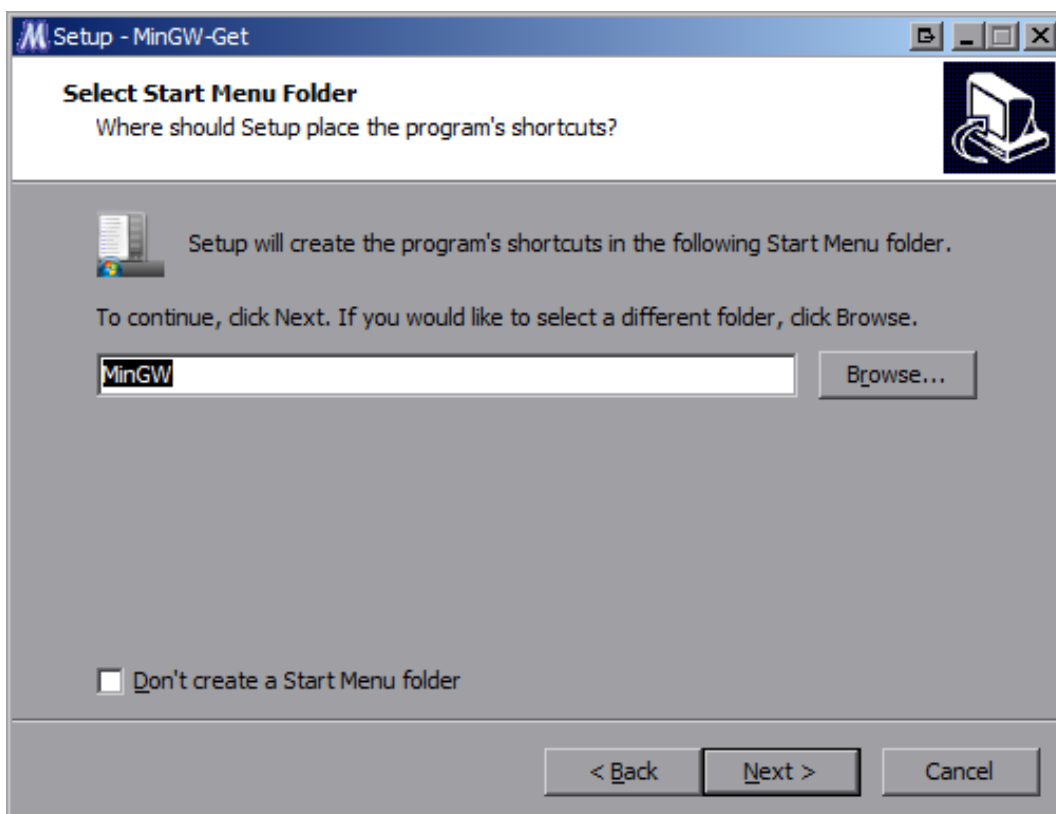 Setup - MinGW-Get
Select Start Menu Folder
Where should Setup place the program's shortcuts?
Setup will create the program's shortcuts in the following Start Menu folder.
To continue, click Next. If you would like to select a different folder, click Browse.
MinGW
Browse...
Don't create a Start Menu folder
< Back
Next >
Cancel